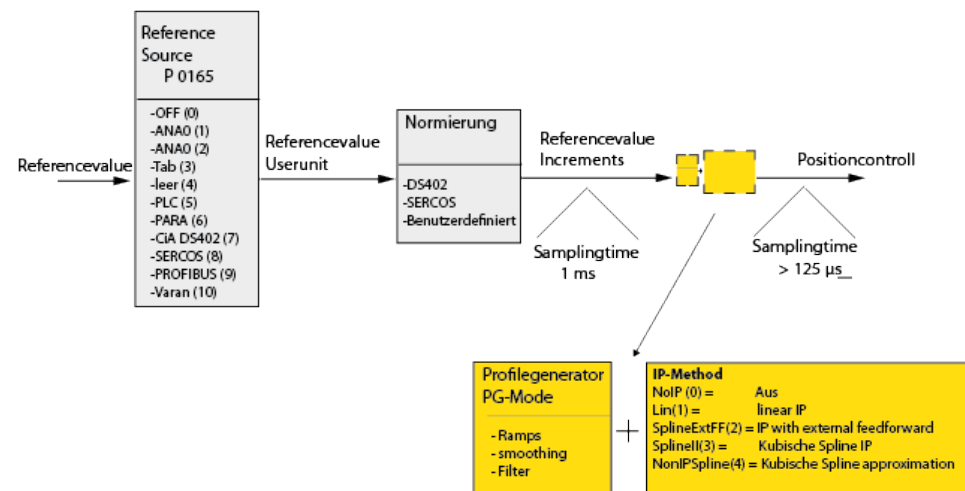 Reference
Source
P 0165
-OFF (0)
-ANA0 (1)
-ANA0 (2)
-Tab (3)
-leer (4)
-PLC (5)
-PARA (6)
-CiA DS402 (7)
-SERCOS (8)
-PROFIBUS (9)
-Varan (10)
Referencevalue
Referencevalue
Userunit
Normierung
-DS402
-SERCOS
-Benutzerdefiniert
Referencevalue
Increments
Samplingtime
1 ms
Positioncontroll
Samplingtime
> 125 µs
Profilegenerator
PG-Mode
- Ramps
- smoothing
- Filter
+
IP-Method
NoIP (0) = Aus
Lin(1) = linear IP
SplineExtFF(2) = IP with external feedforward
SplineII(3) = Kubische Spline IP
NonIPSpline(4) = Kubische Spline approximation